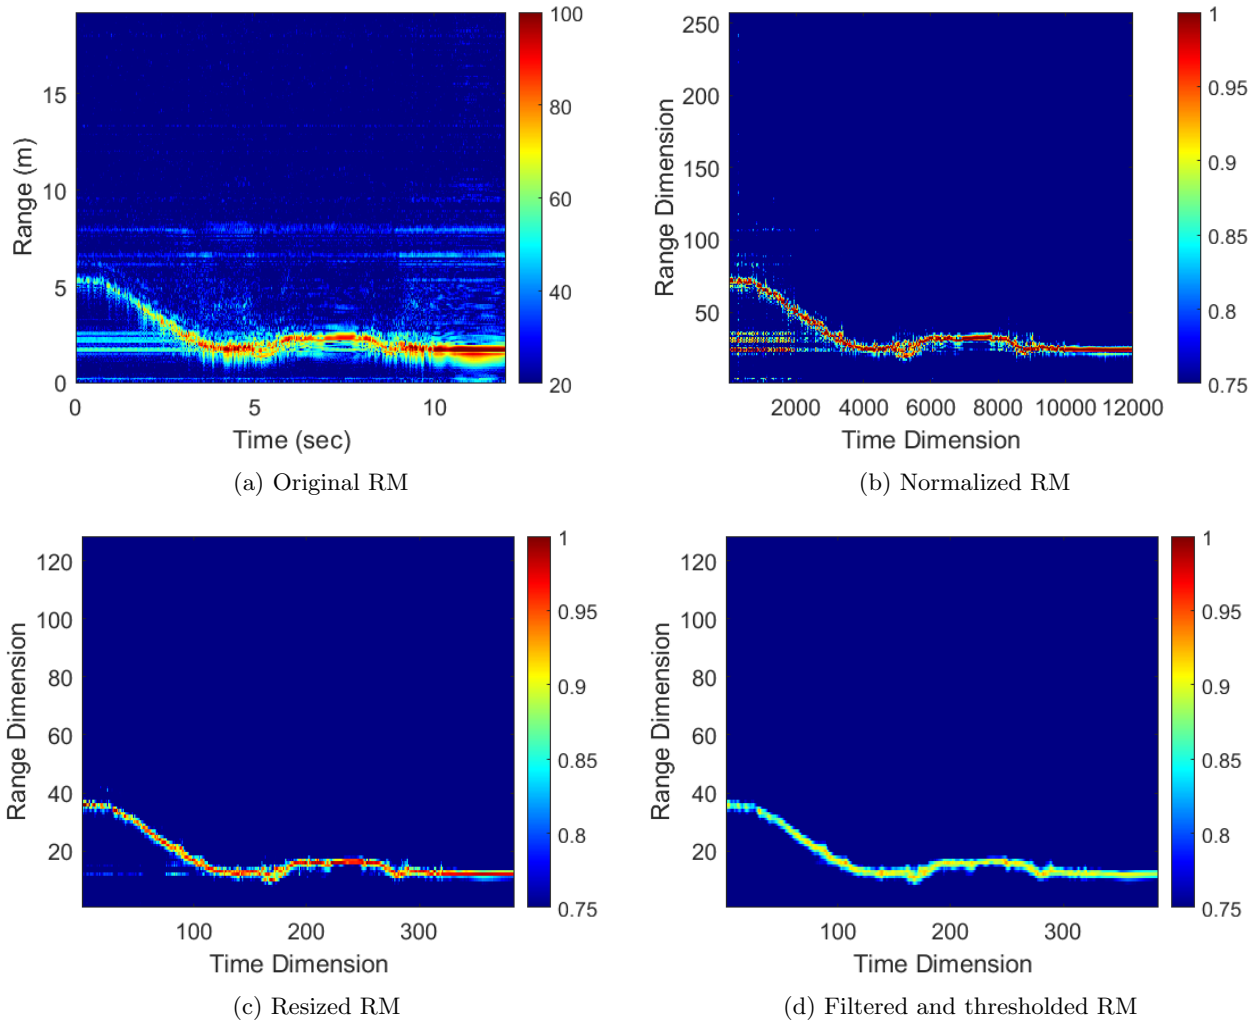 100
80
60
40
20
15
10
5
0
Range (m)
0 5 10
Time (sec)
(a) Original RM
250
200
150
100
50
Range Dimension
2000 4000 6000 8000 10000 12000
Time Dimension
1
0.95
0.9
0.85
0.8
0.75
(b) Normalized RM
120
100
80
60
40
20
Range Dimension
100 200 300
Time Dimension
1
0.95
0.9
0.85
0.8
0.75
(c) Resized RM
120
100
80
60
40
20
Range Dimension
100 200 300
Time Dimension
1
0.95
0.9
0.85
0.8
0.75
(d) Filtered and thresholded RM